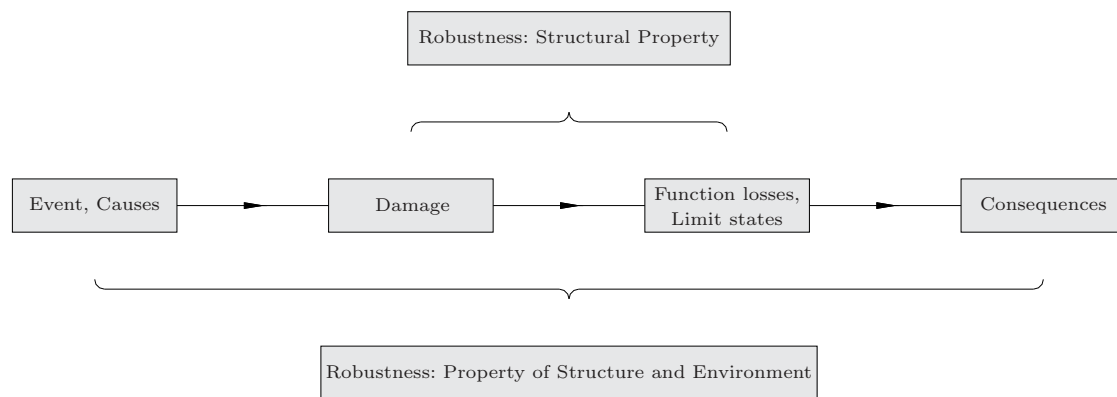 Robustness: Structural Property
Event, Causes
Damage
Function losses,
Limit states
Consequences
Robustness: Property of Structure and Environment